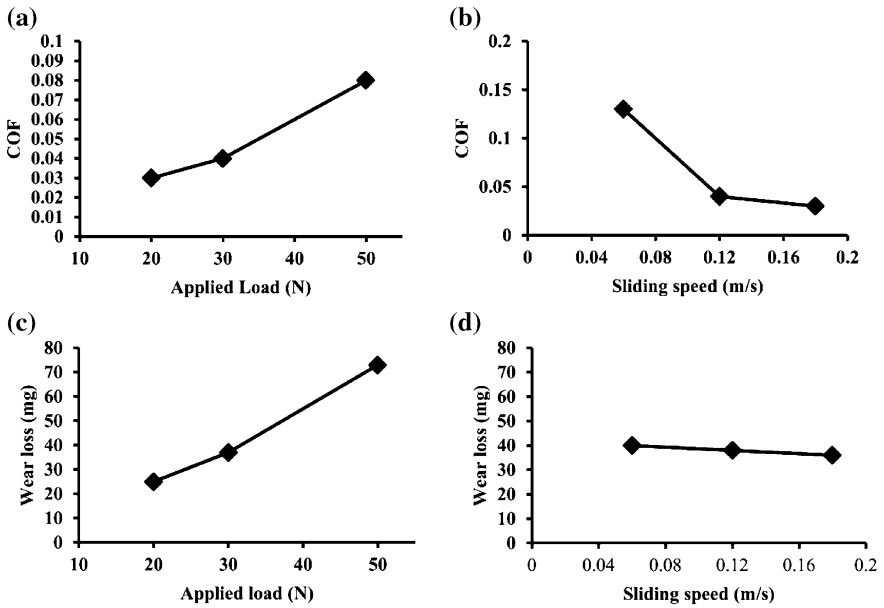 (a)
0.1
0.09
0.08
0.07
0.06
0.05
0.04
0.03
0.02
0.01
0
COF
10 20 30 40 50
Applied Load (N)
(b)
0.2
0.15
0.1
0.05
0
COF
0 0.04 0.08 0.12 0.16 0.2
Sliding speed (m/s)
(c)
80
70
60
50
40
30
20
10
0
Wear loss (mg)
10 20 30 40 50
Applied load (N)
(d)
80
70
60
50
40
30
20
10
0
Wear loss (mg)
0 0.04 0.08 0.12 0.16 0.2
Sliding speed (m/s)